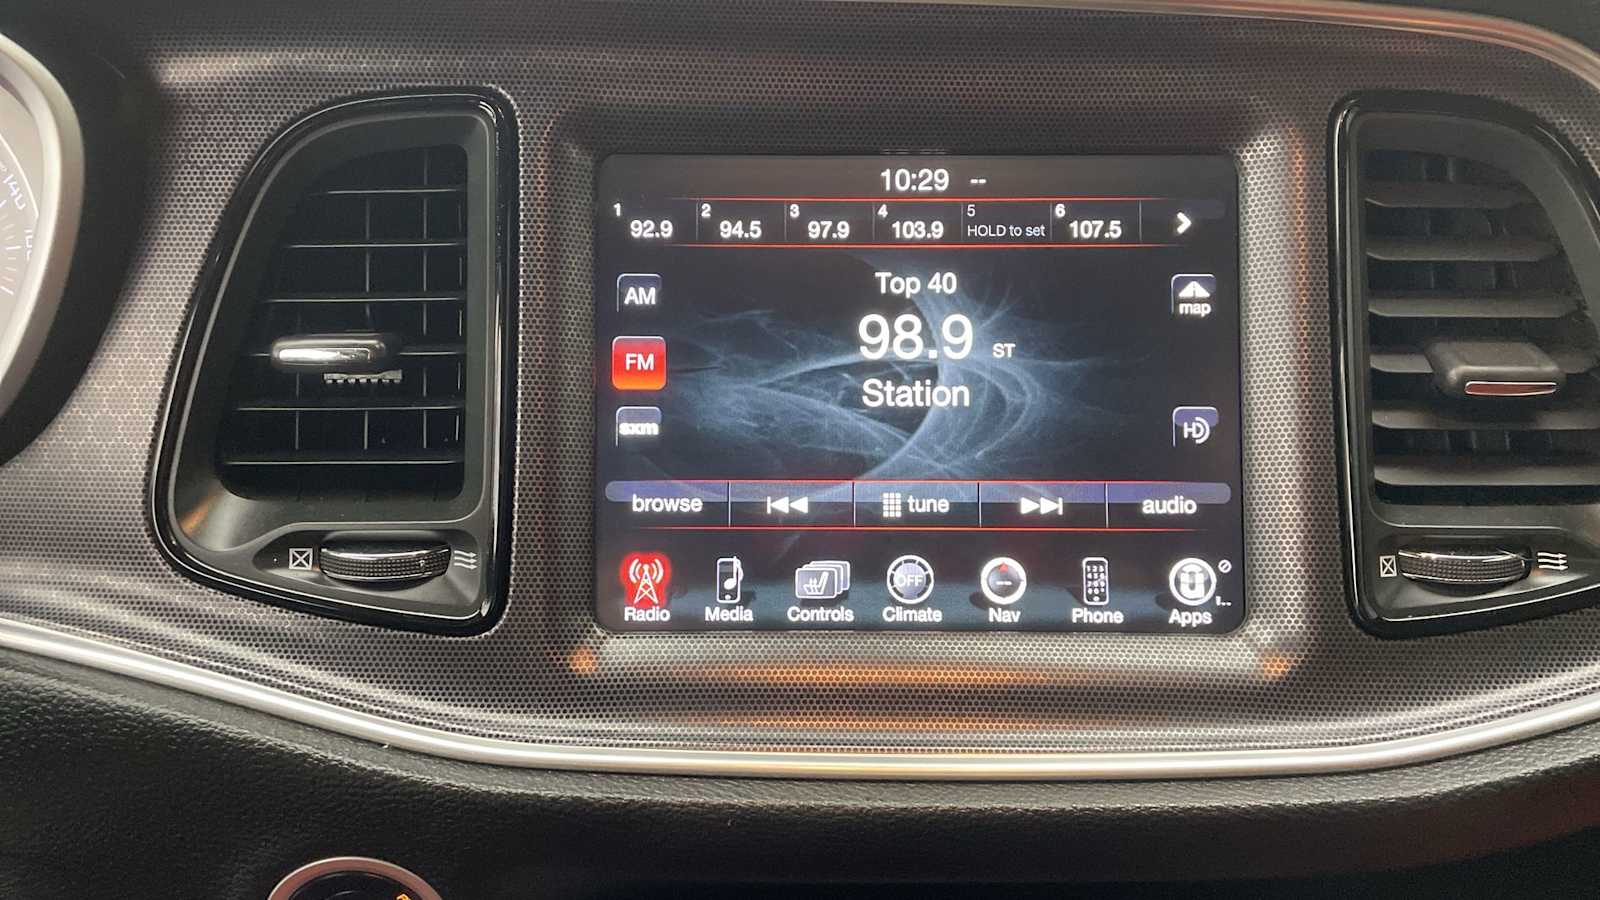 10:29 --
1 92.9 2 94.5 3 97.9 4 103.9 5 HOLD to set 6 107.5
AM
Top 40
map
98.9 ST
FM
Station
sxm
HD
browse tune audio
OFF
Radio Media Controls Climate Nav Phone Apps
140